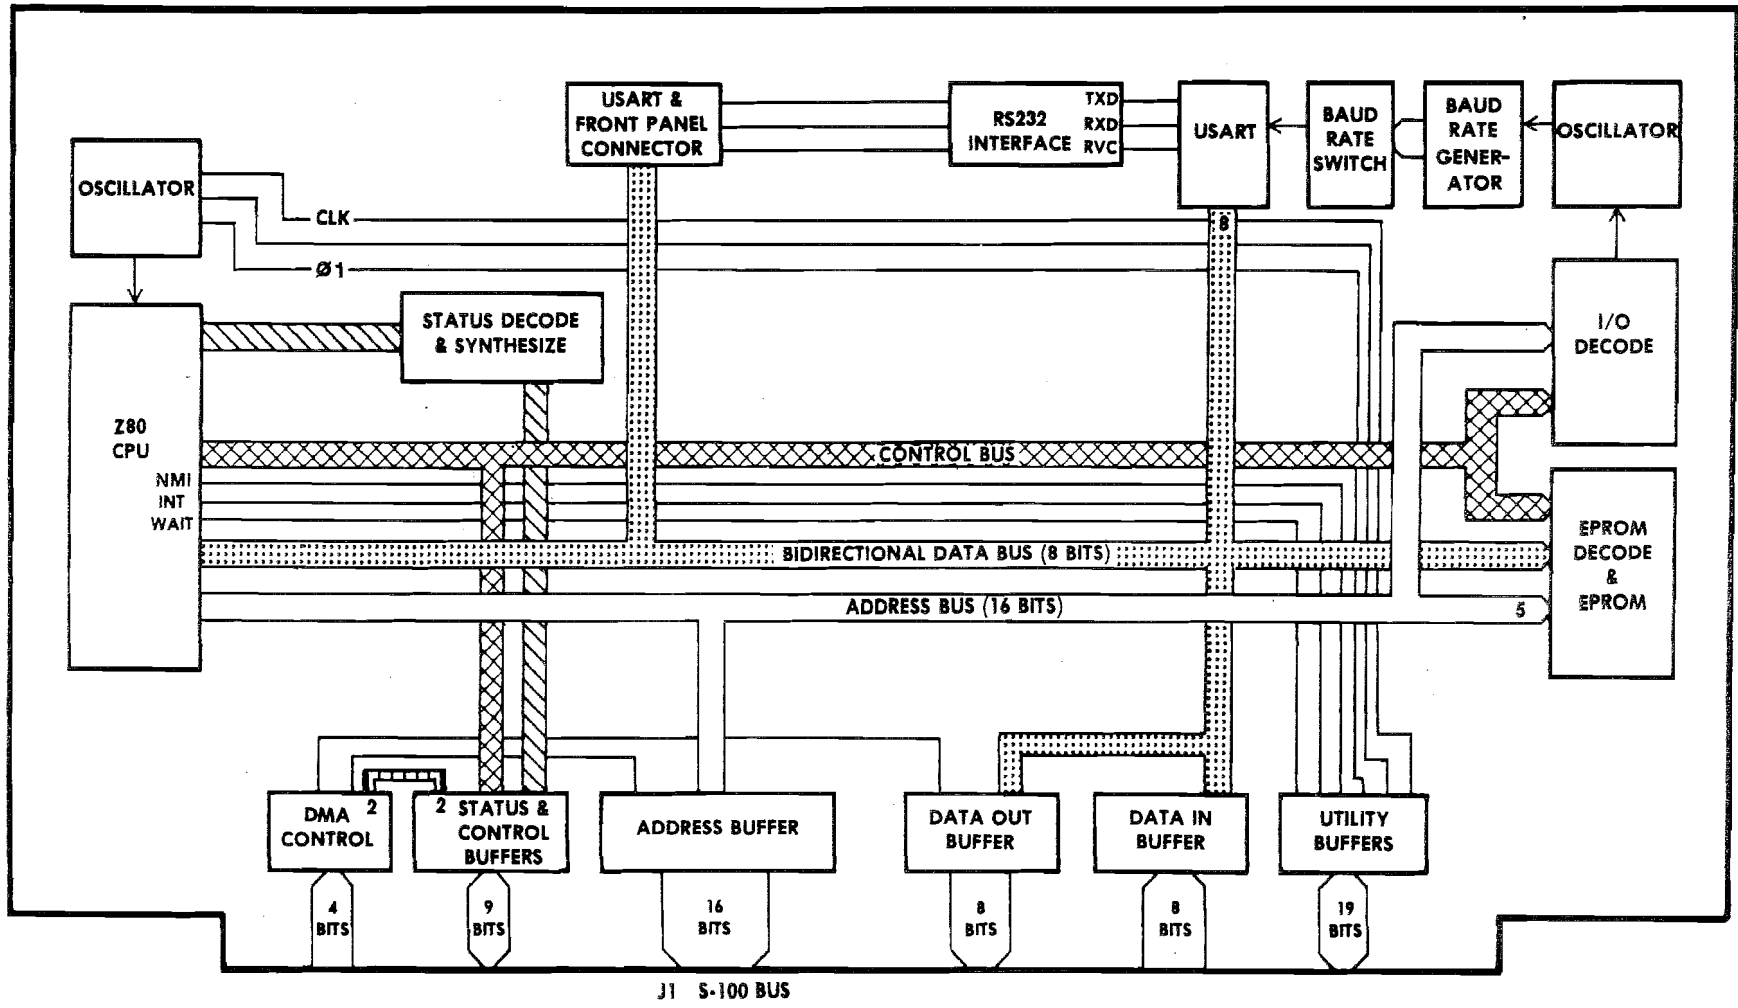 USART &
FRONT PANEL
CONNECTOR
RS232
INTERFACE
TXD
RXD
RVC
USART
BAUD
RATE
SWITCH
BAUD
RATE
GENER-
ATOR
OSCILLATOR
OSCILLATOR
CLK
8
Ø1
STATUS DECODE
& SYNTHESIZE
I/O
DECODE
Z80
CPU
NMI
INT
WAIT
CONTROL BUS
BIDIRECTIONAL DATA BUS (8 BITS)
ADDRESS BUS (16 BITS)
5
EPROM
DECODE
&
EPROM
2
DMA
CONTROL
2
STATUS &
CONTROL
BUFFERS
ADDRESS BUFFER
DATA OUT
BUFFER
DATA IN
BUFFER
UTILITY
BUFFERS
4
BITS
9
BITS
16
BITS
8
BITS
8
BITS
19
BITS
J1 S-100 BUS